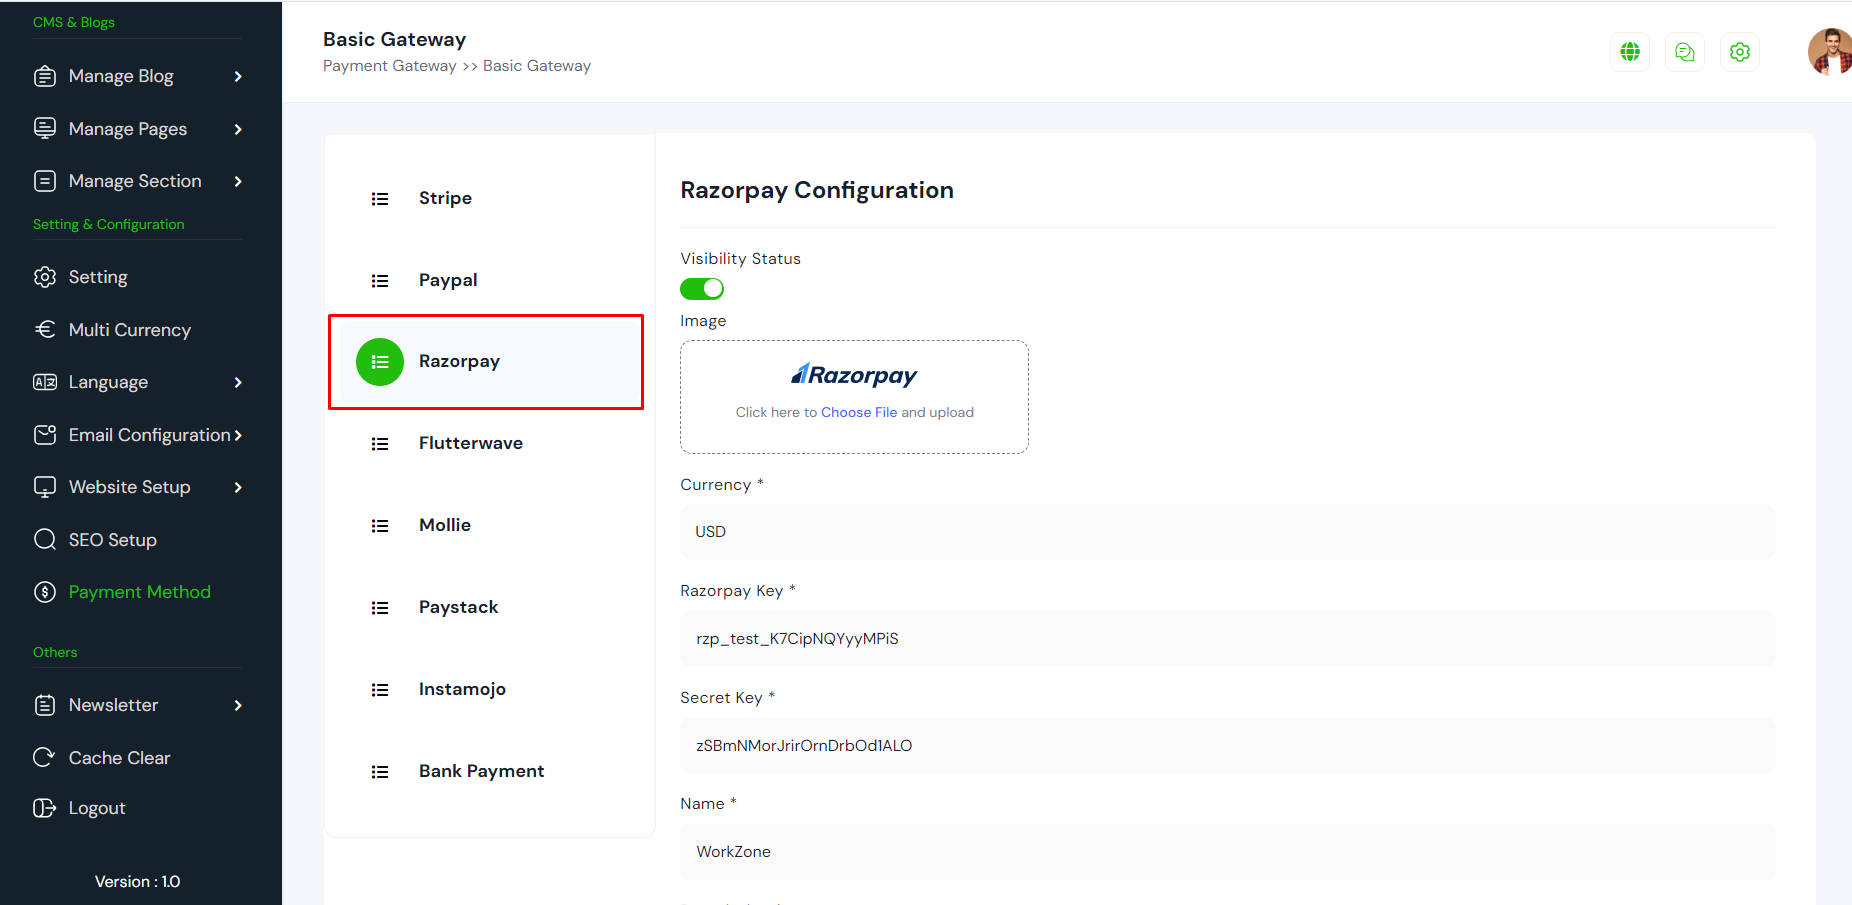 CMS & Blogs
Manage Blog
Manage Pages
Manage Section
Setting & Configuration
Setting
Multi Currency
Language
Email Configuration
Website Setup
SEO Setup
Payment Method
Others
Newsletter
Cache Clear
Logout
Version : 1.0
Basic Gateway
Payment Gateway >> Basic Gateway
Stripe
Paypal
Razorpay
Flutterwave
Mollie
Paystack
Instamojo
Bank Payment
Razorpay Configuration
Visibility Status
Image
Razorpay
Click here to Choose File and upload
Currency *
USD
Razorpay Key *
rzp_test_K7CipNQYyyMPiS
Secret Key *
zSBmNMorJrirOrnDrbOd1ALO
Name *
WorkZone